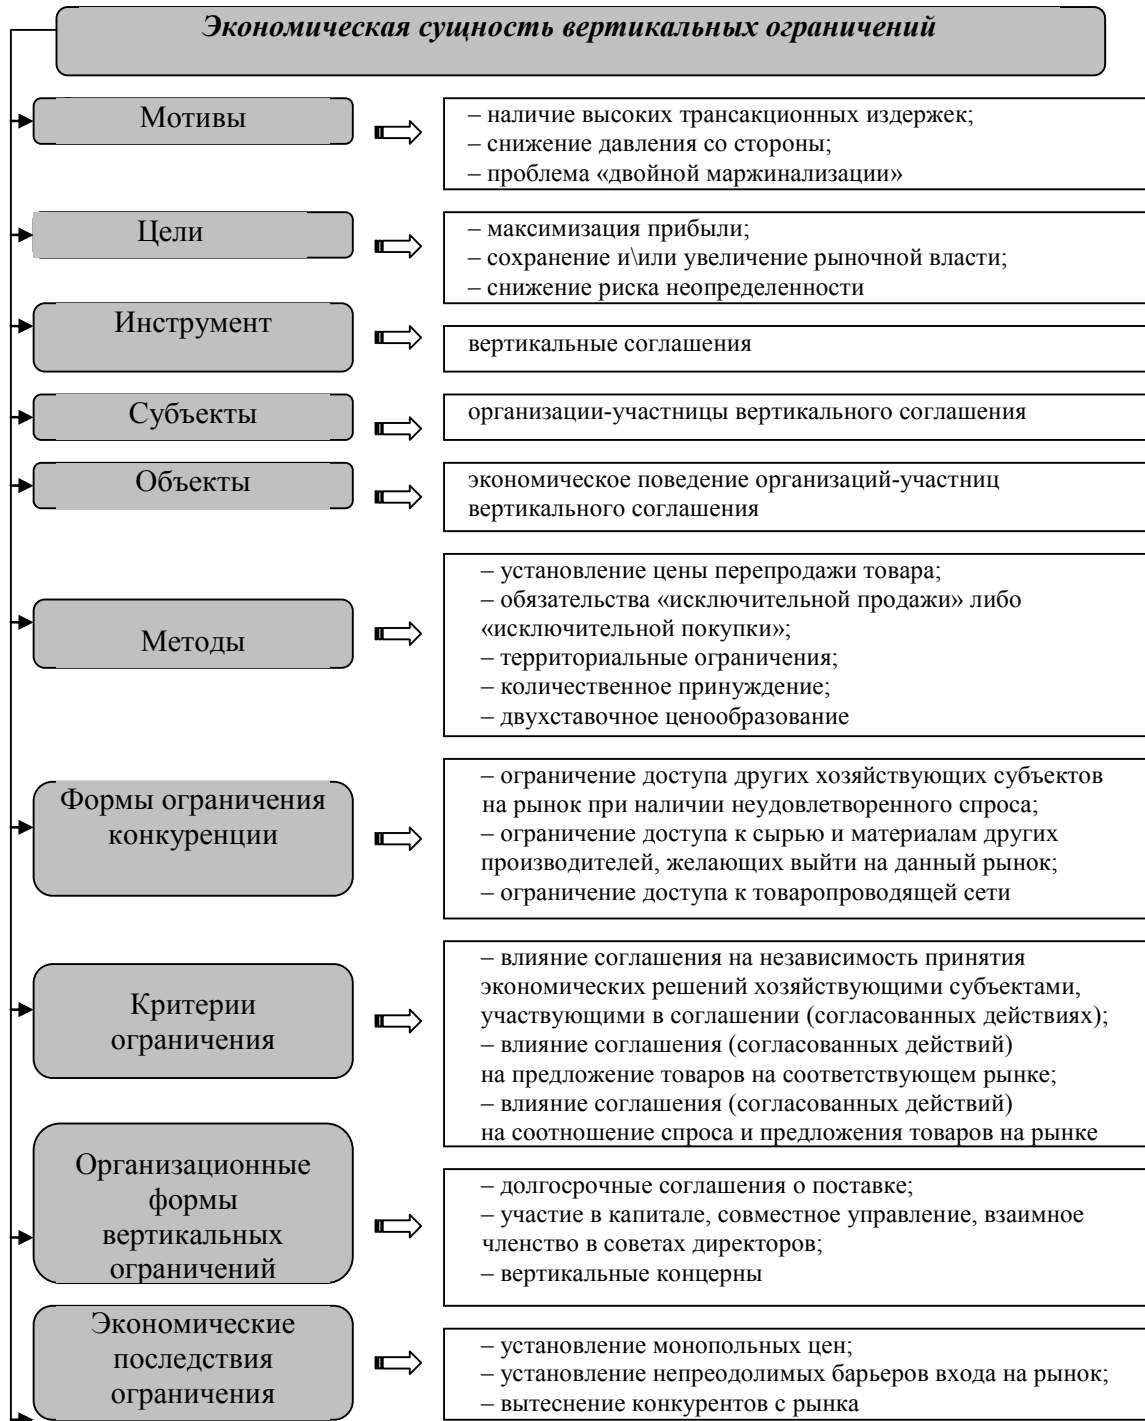 Экономическая сущность вертикальных ограничений
Мотивы
– наличие высоких трансакционных издержек;
– снижение давления со стороны;
– проблема «двойной маржинализации»
Цели
– максимизация прибыли;
– сохранение и\или увеличение рыночной власти;
– снижение риска неопределенности
Инструмент
вертикальные соглашения
Субъекты
организации-участницы вертикального соглашения
Объекты
экономическое поведение организаций-участниц
вертикального соглашения
Методы
– установление цены перепродажи товара;
– обязательства «исключительной продажи» либо
«исключительной покупки»;
– территориальные ограничения;
– количественное принуждение;
– двухставочное ценообразование
Формы ограничения
конкуренции
– ограничение доступа других хозяйствующих субъектов
на рынок при наличии неудовлетворенного спроса;
– ограничение доступа к сырью и материалам других
производителей, желающих выйти на данный рынок;
– ограничение доступа к товаропроводящей сети
Критерии
ограничения
– влияние соглашения на независимость принятия
экономических решений хозяйствующими субъектами,
участвующими в соглашении (согласованных действиях);
– влияние соглашения (согласованных действий)
на предложение товаров на соответствующем рынке;
– влияние соглашения (согласованных действий)
на соотношение спроса и предложения товаров на рынке
Организационные
формы
вертикальных
ограничений
– долгосрочные соглашения о поставке;
– участие в капитале, совместное управление, взаимное
членство в советах директоров;
– вертикальные концерны
Экономические
последствия
ограничения
– установление монопольных цен;
– установление непреодолимых барьеров входа на рынок;
– вытеснение конкурентов с рынка